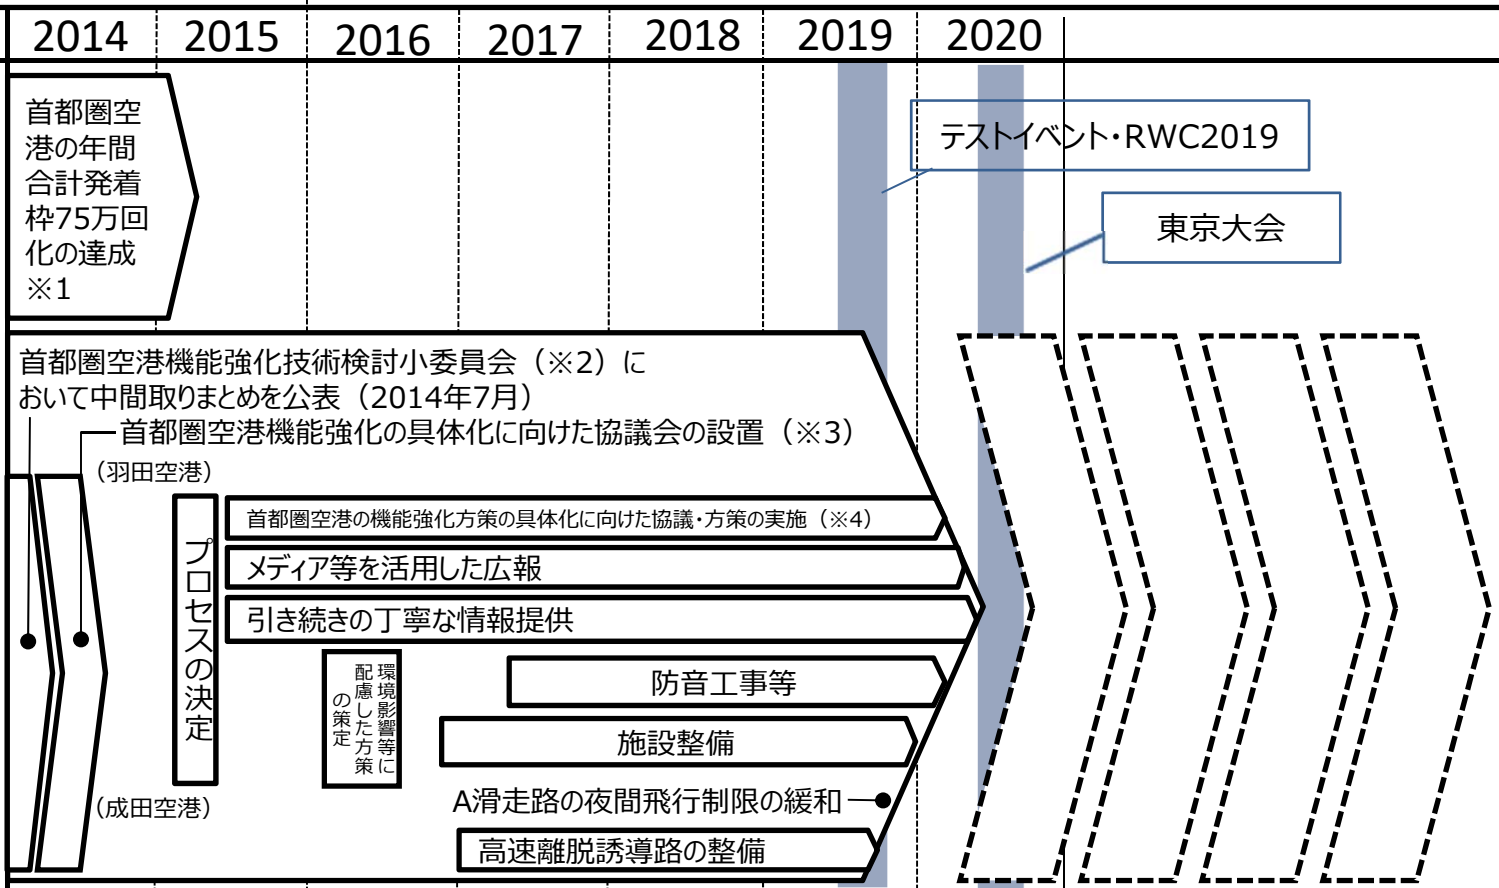 2014 2015 2016 2017 2018 2019 2020
首都圏空
港の年間
合計発着
枠75万回
化の達成
※1
テストイベント・RWC2019
東京大会
首都圏空港機能強化技術検討小委員会（※2）に
おいて中間取りまとめを公表（2014年7月）
首都圏空港機能強化の具体化に向けた協議会の設置（※3）
（羽田空港）
プロセスの決定
首都圏空港の機能強化方策の具体化に向けた協議・方策の実施（※4）
メディア等を活用した広報
引き続きの丁寧な情報提供
環境影響等に
配慮した方策
の策定
防音工事等
施設整備
（成田空港）
A滑走路の夜間飛行制限の緩和
高速離脱誘導路の整備